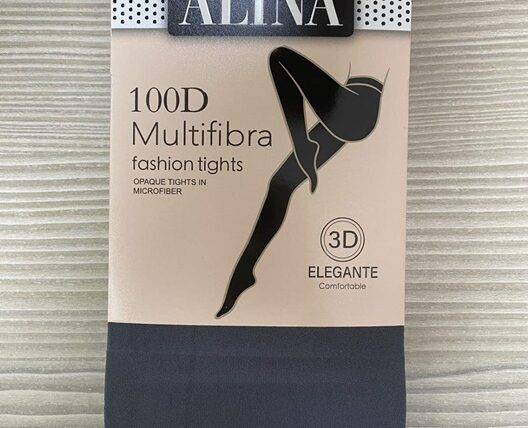 ALINA
100D
Multifibra
fashion tights
OPAQUE TIGHTS IN
MICROFIBER
3D
ELEGANTE
Comfortable